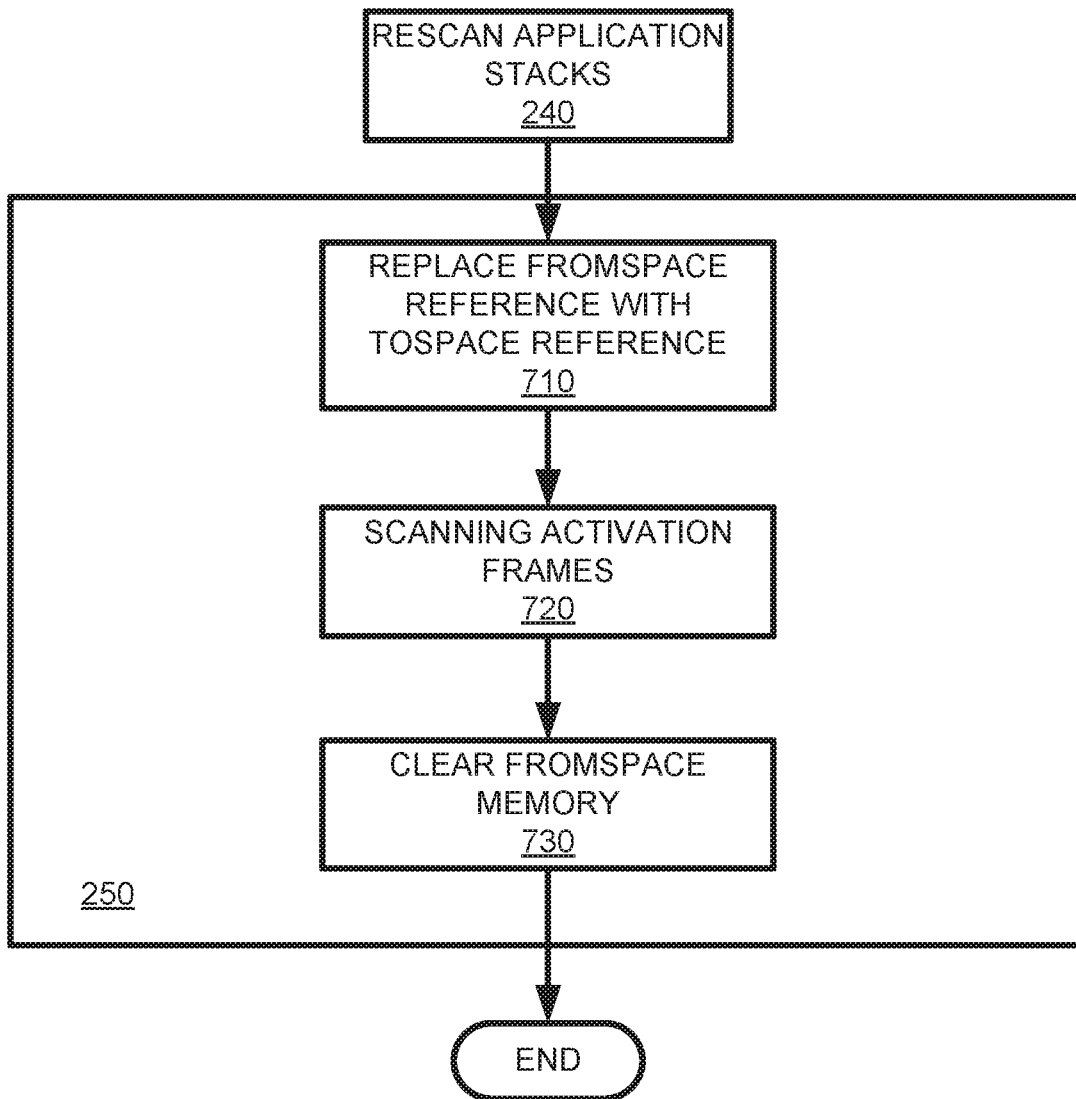 RESCAN APPLICATION
STACKS
240
REPLACE FROMSPACE
REFERENCE WITH
TOSPACE REFERENCE
710
SCANNING ACTIVATION
FRAMES
720
CLEAR FROMSPACE
MEMORY
730
250
END